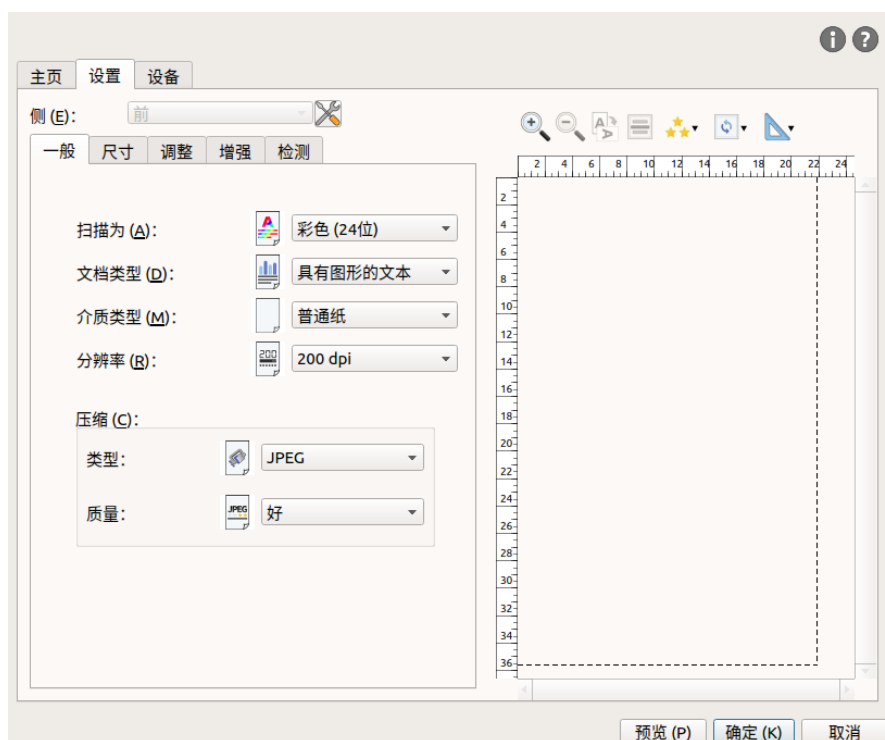 主页 设置 设备
侧 (E): 前
一般 尺寸 调整 增强 检测
扫描为 (A): 彩色 (24位)
文档类型 (D): 具有图形的文本
介质类型 (M): 普通纸
分辨率 (R): 200 200 dpi
压缩 (C):
类型: JPEG
质量: JPEG 好
2 4 6 8 10 12 14 16 18 20 22 24
2
4
6
8
10
12
14
16
18
20
22
24
26
28
30
32
34
36
预览 (P) 确定 (K) 取消